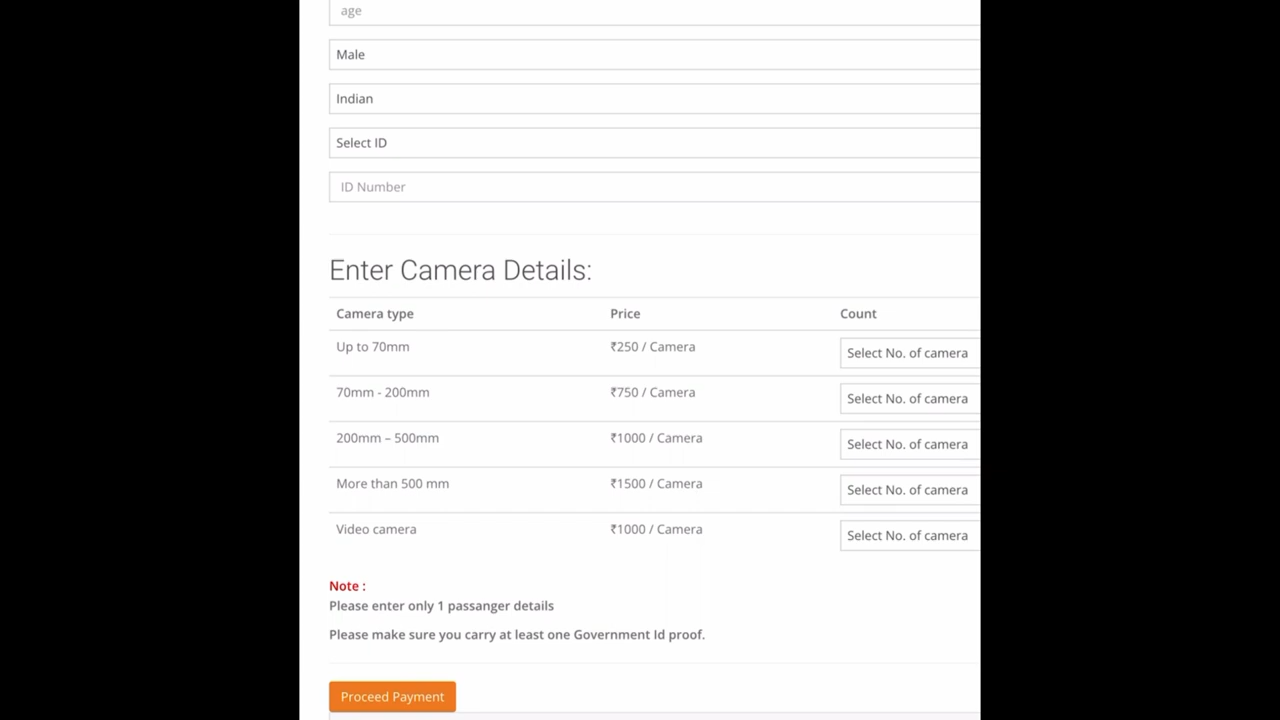 age
Male
Indian
Select ID
ID Number
Enter Camera Details:
Camera type Price Count
Up to 70mm ₹250 / Camera Select No. of camera
70mm - 200mm ₹750 / Camera Select No. of camera
200mm – 500mm ₹1000 / Camera Select No. of camera
More than 500 mm ₹1500 / Camera Select No. of camera
Video camera ₹1000 / Camera Select No. of camera
Note :
Please enter only 1 passanger details
Please make sure you carry at least one Government Id proof.
Proceed Payment